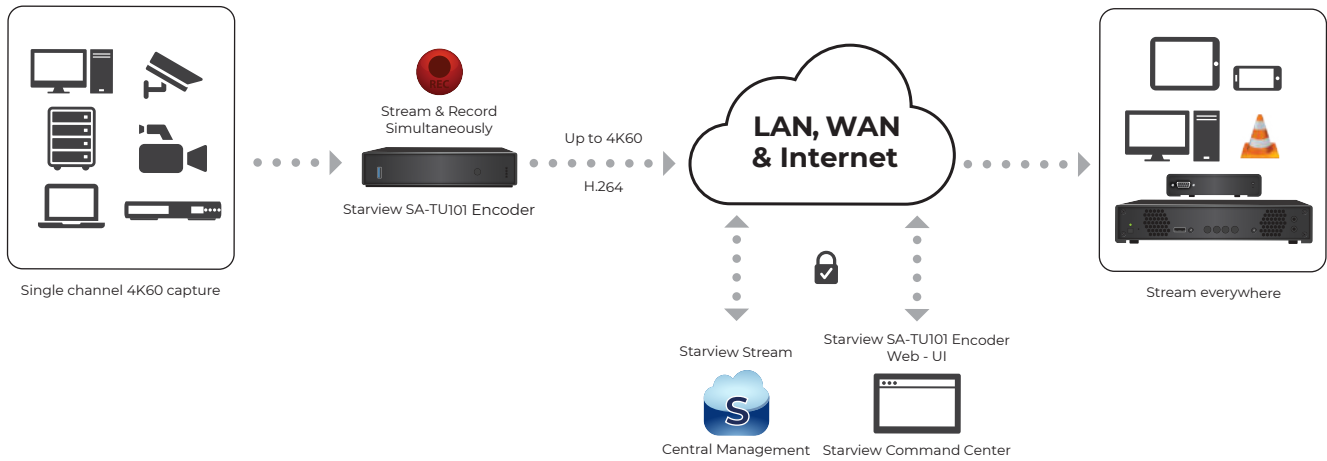 REC
Stream & Record
Simultaneously
Starview SA-TU101 Encoder
Single channel 4K60 capture
Up to 4K60
H.264
LAN, WAN
& Internet
Stream everywhere
Starview Stream
S
Central Management
Starview SA-TU101 Encoder
Web - UI
Starview Command Center